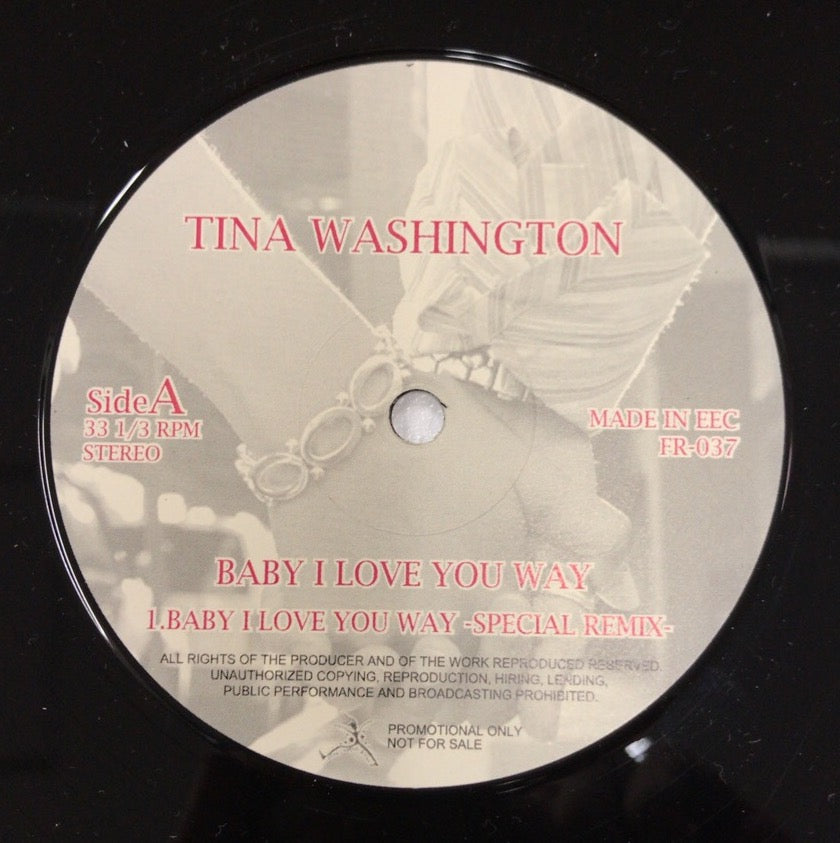 TINA WASHINGTON
Side A
33 1/3 RPM
STEREO
MADE IN EEC
FR-037
BABY I LOVE YOU WAY
1.BABY I LOVE YOU WAY -SPECIAL REMIX-
ALL RIGHTS OF THE PRODUCER AND OF THE WORK REPRODUCED RESERVED.
UNAUTHORIZED COPYING, REPRODUCTION, HIRING, LENDING,
PUBLIC PERFORMANCE AND BROADCASTING PROHIBITED.
PROMOTIONAL ONLY
NOT FOR SALE